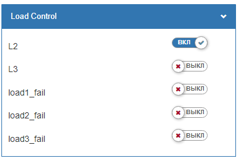 Load Control
L2 ВКЛ
L3 ВЫКЛ
load1_fail ВЫКЛ
load2_fail ВЫКЛ
load3_fail ВЫКЛ